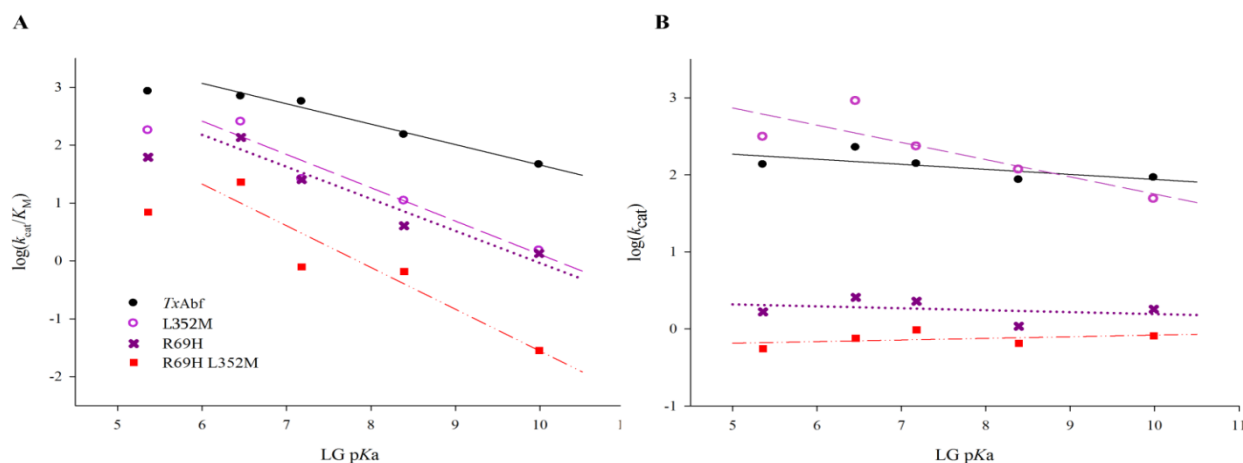 A
B
3
2
1
0
-1
-2
log(kcat/KM)
TxAbf
L352M
R69H
R69H L352M
5 6 7 8 9 10 1
LG pKa
3
2
1
0
-1
log(kcat)
5 6 7 8 9 10 11
LG pKa